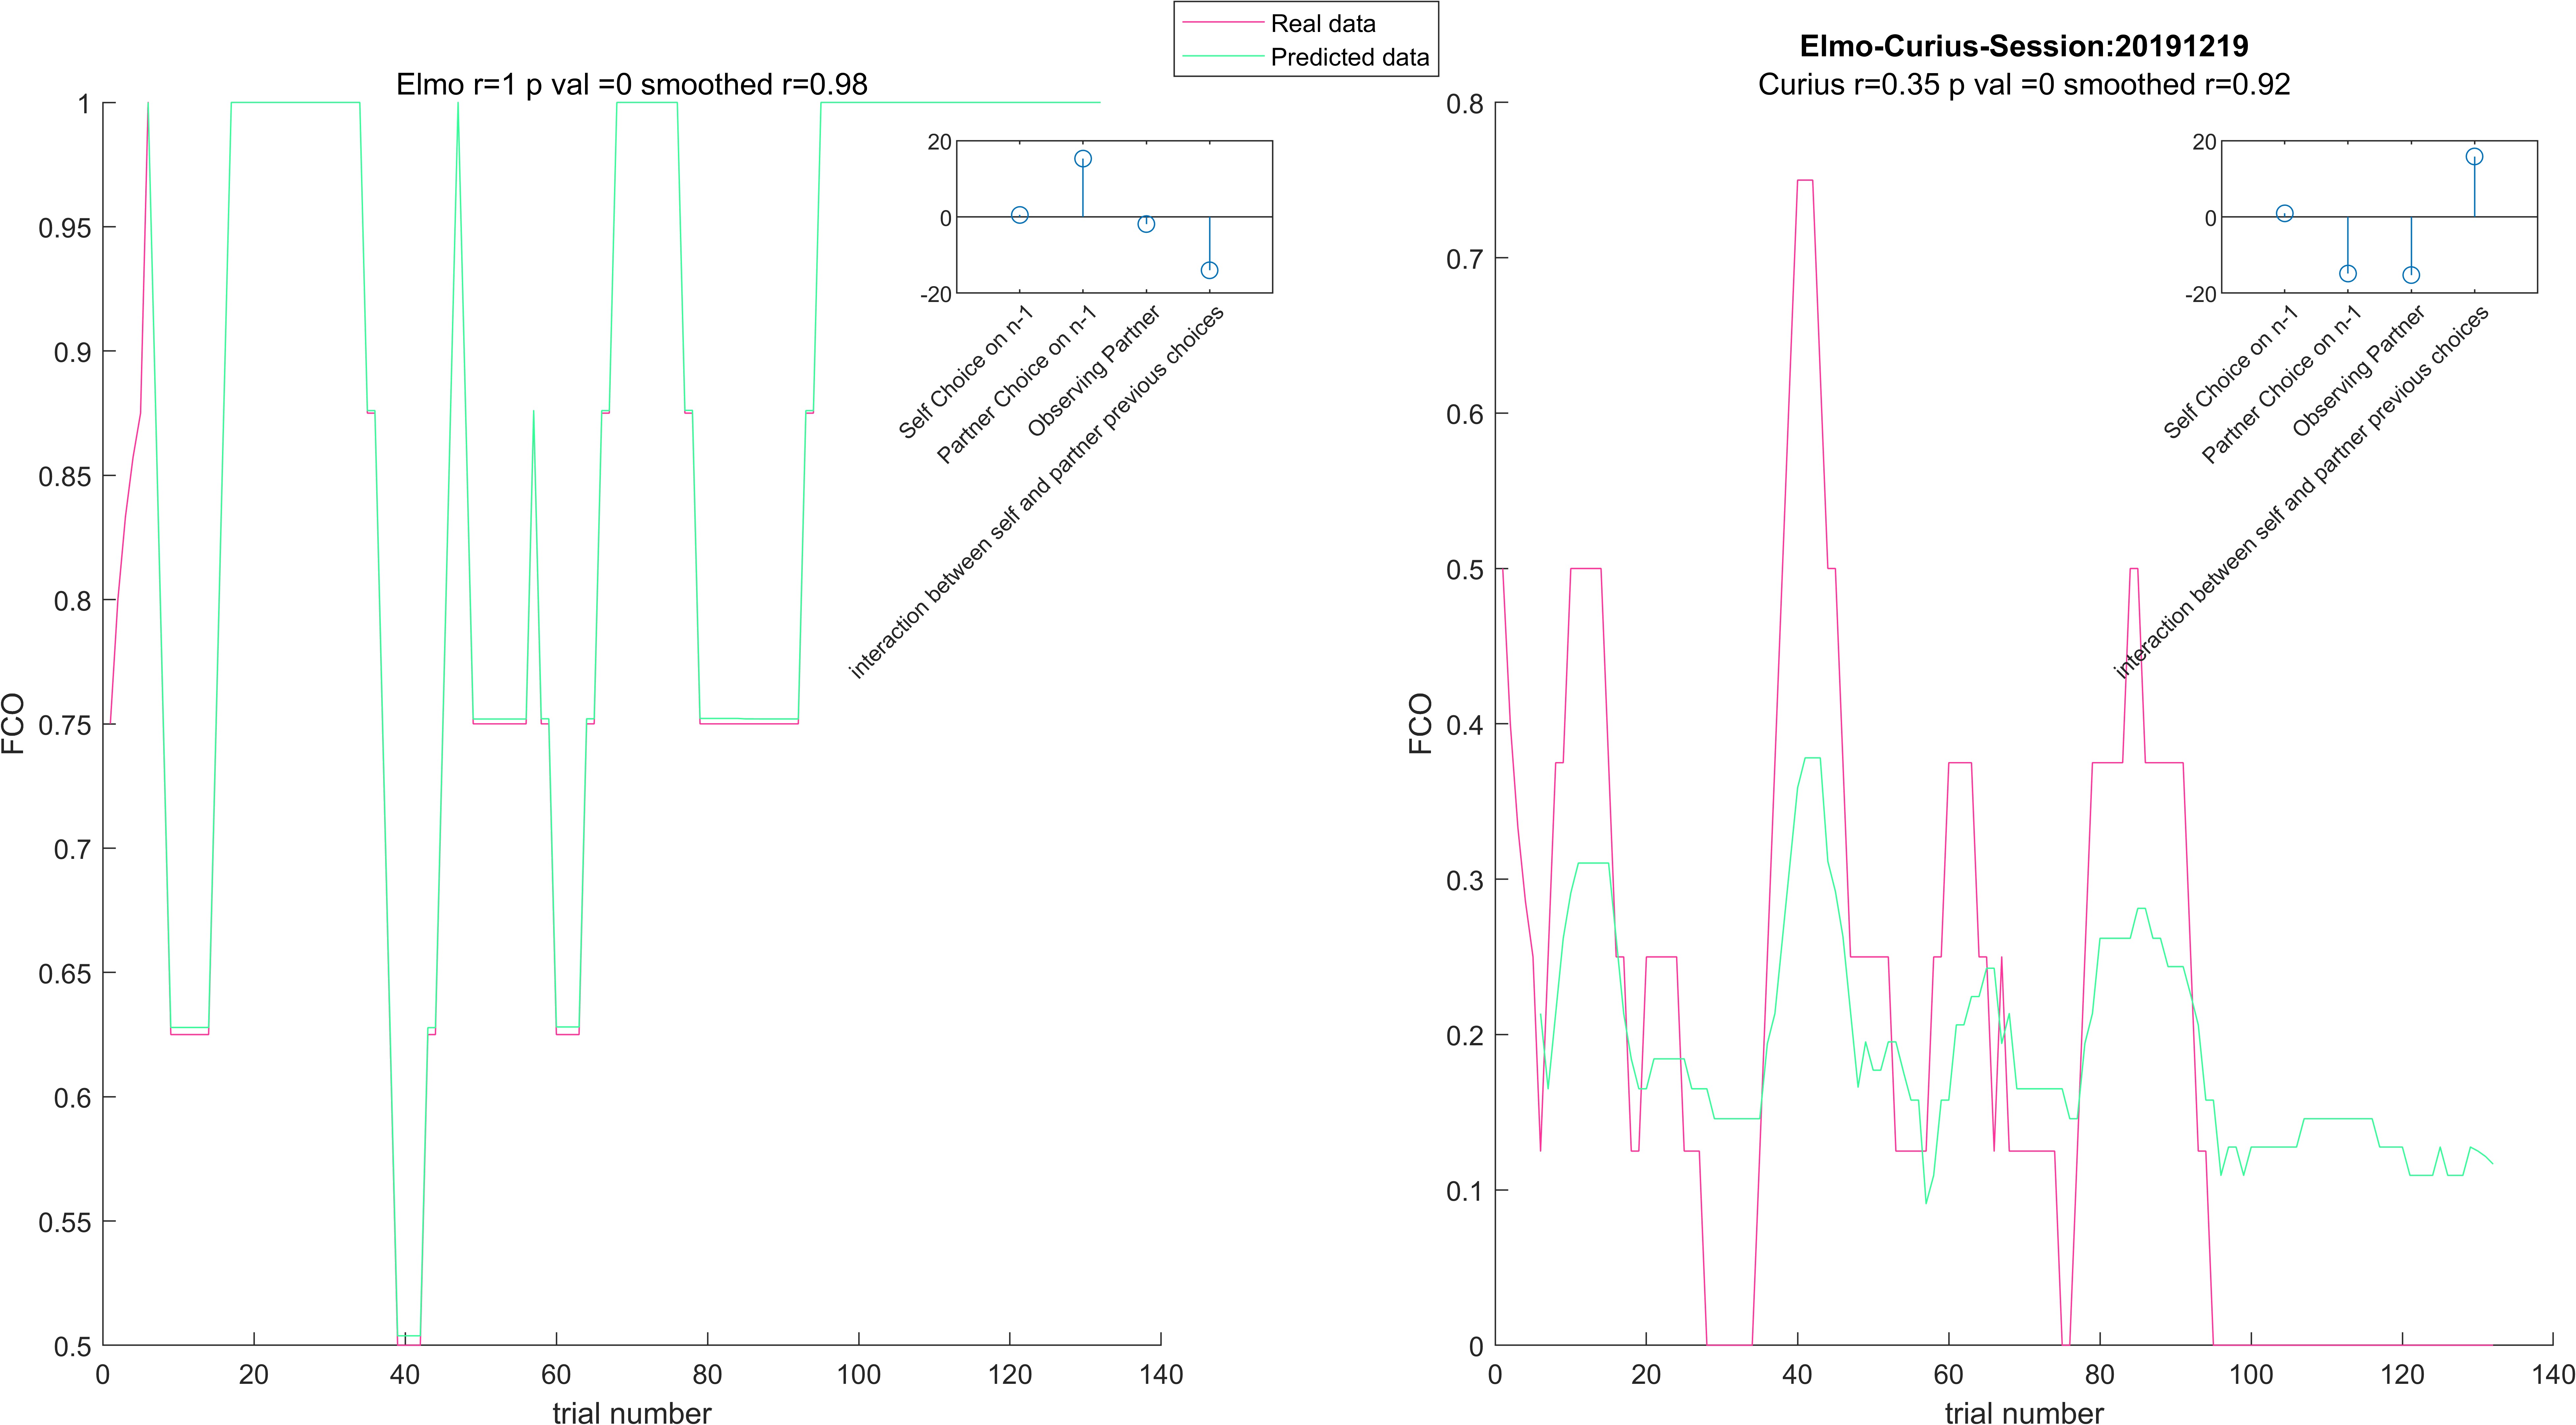 Real data
Predicted data
Elmo r=1 p val =0 smoothed r=0.98
1
0.95
0.9
0.85
0.8
0.75
0.7
0.65
0.6
0.55
0.5
FCO
0
20
40
60
80
100
120
140
trial number
20
0
-20
Self Choice on n-1
Partner Choice on n-1
Observing Partner
interaction between self and partner previous choices
Elmo-Curius-Session:20191219
Curius r=0.35 p val =0 smoothed r=0.92
0.8
0.7
0.6
0.5
0.4
0.3
0.2
0.1
0
FCO
0
20
40
60
80
100
120
140
trial number
20
0
-20
Self Choice on n-1
Partner Choice on n-1
Observing Partner
interaction between self and partner previous choices